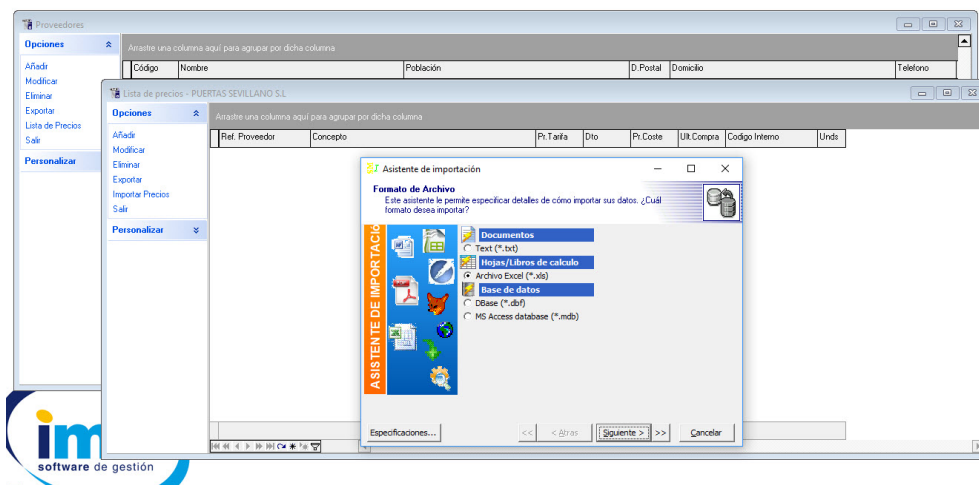 Proveedores
Opciones
Arrastre una columna aquí para agrupar por dicha columna
Añadir
Modificar
Eliminar
Exportar
Lista de Precios
Salir
Personalizar
Código Nombre Población D.Postal Domicilio Telefono
Lista de precios - PUERTAS SEVILLANO S.L
Opciones
Arrastre una columna aquí para agrupar por dicha columna
Añadir
Modificar
Eliminar
Exportar
Importar Precios
Salir
Personalizar
Ref. Proveedor Concepto Pr.Tarifa Dto Pr.Coste Ult.Compra Codigo Interno Unds
Asistente de importación
Formato de Archivo
Este asistente le permite especificar detalles de cómo importar sus datos. ¿Cuál
formato desea importar?
ASISTENTE DE IMPORTACIÓ
Documentos
Text (*.txt)
Hojas/Libros de calculo
Archivo Excel (*.xls)
Base de datos
DBase (*.dbf)
MS Access database (*.mdb)
Especificaciones... << < Atras Siguiente > >> Cancelar
im
software de gestión